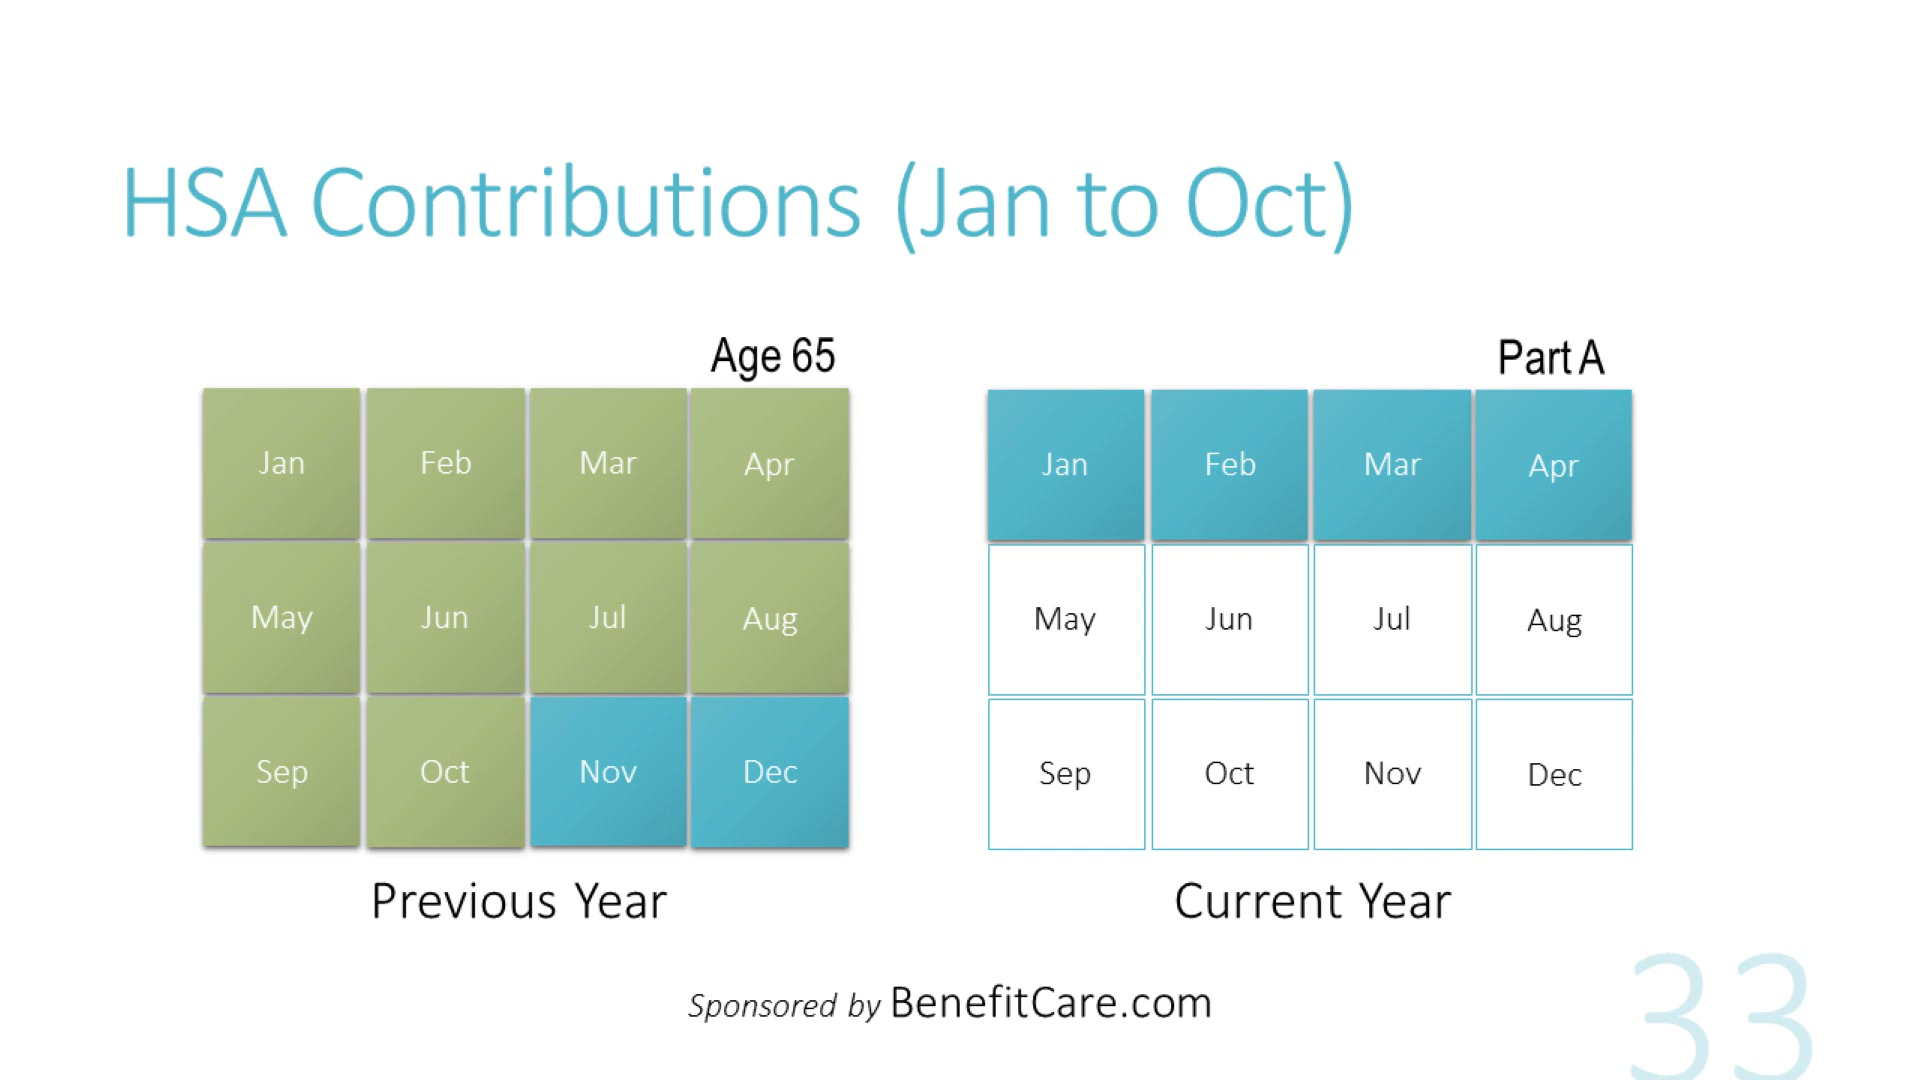 HSA Contributions (Jan to Oct)
Age 65
Jan Feb Mar Apr
May Jun Jul Aug
Sep Oct Nov Dec
Previous Year
Part A
Jan Feb Mar Apr
May Jun Jul Aug
Sep Oct Nov Dec
Current Year
Sponsored by BenefitCare.com
33